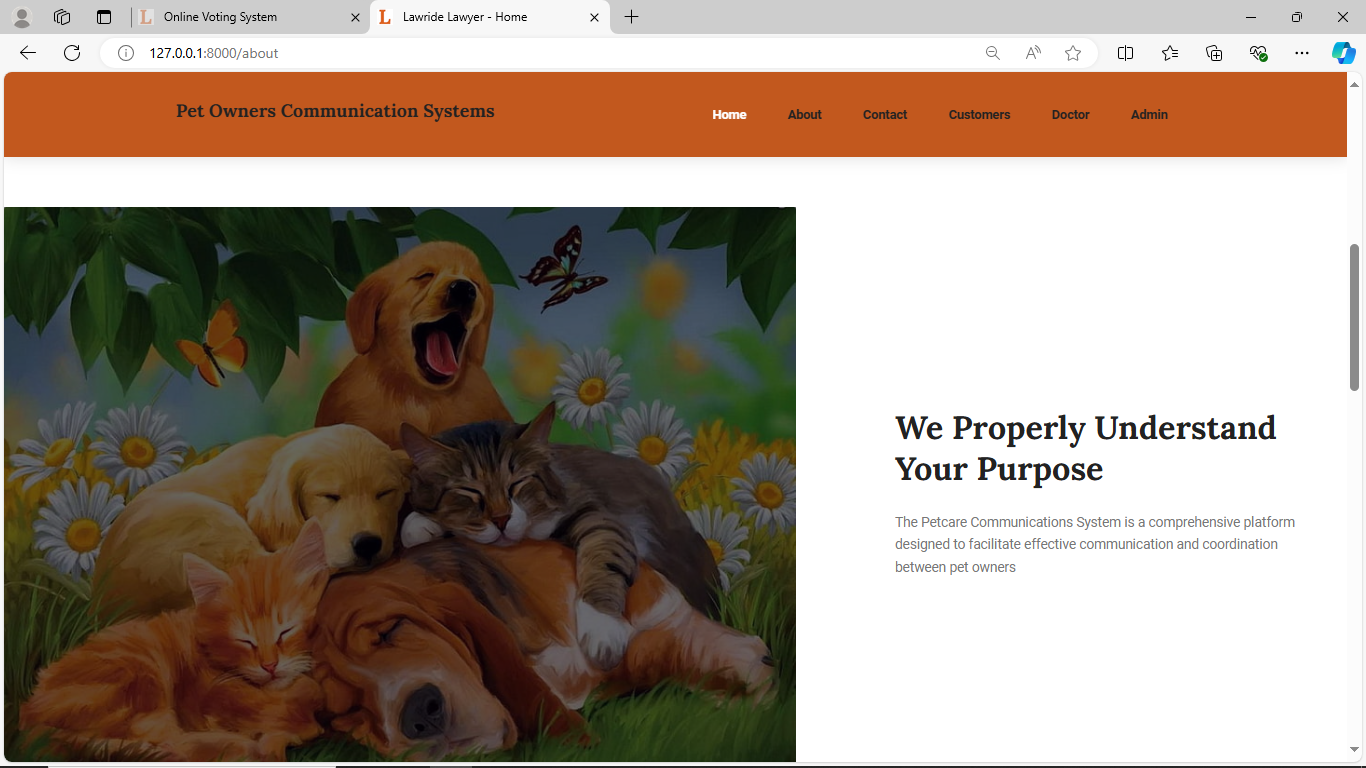 Online Voting System
Lawride Lawyer - Home
127.0.0.1:8000/about
Pet Owners Communication Systems
Home About Contact Customers Doctor Admin
We Properly Understand
Your Purpose
The Petcare Communications System is a comprehensive platform
designed to facilitate effective communication and coordination
between pet owners